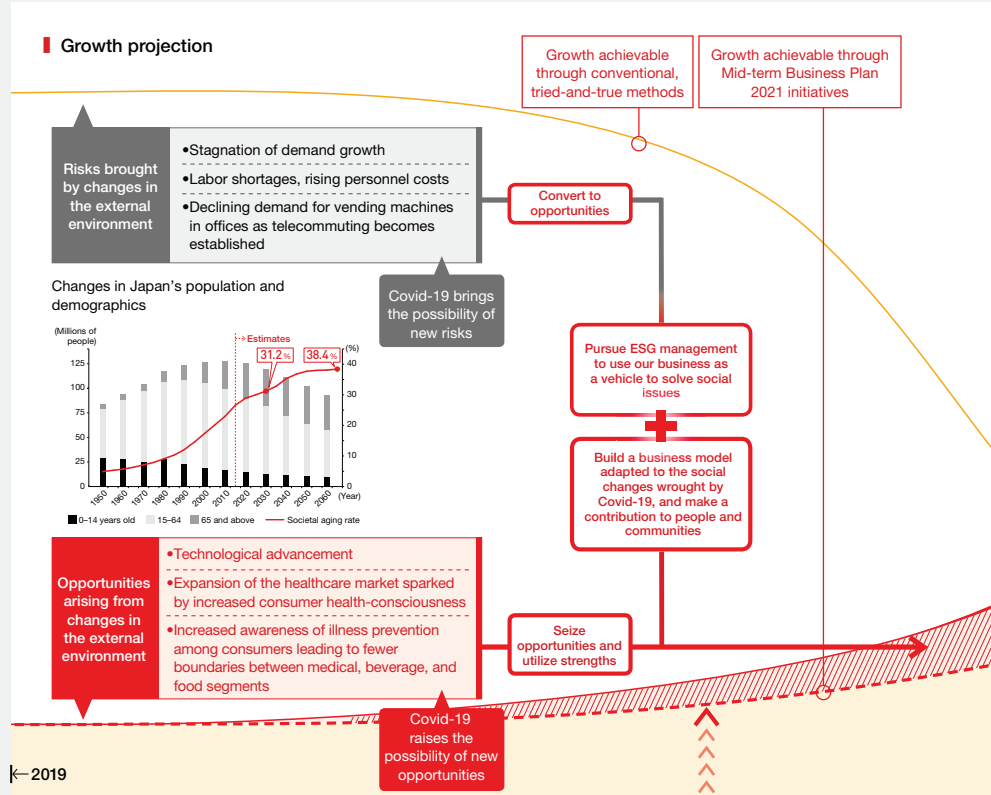 Growth projection
Growth achievable
through conventional,
tried-and-true methods
Growth achievable through
Mid-term Business Plan
2021 initiatives
Risks brought
by changes in
the external
environment
•Stagnation of demand growth
•Labor shortages, rising personnel costs
•Declining demand for vending machines
in offices as telecommuting becomes
established
Convert to
opportunities
Covid-19 brings
the possibility of
new risks
Changes in Japan's population and
demographics
(Millions of
people)
Estimates
(%)
31.2%
38.4%
125
100
75
50
25
0
40
30
20
10
0
1950
1960
1970
1980
1990
2000
2010
2020
2030
2040
2050
2060
(Year)
0–14 years old
15–64
65 and above
Societal aging rate
Pursue ESG management
to use our business as
a vehicle to solve social
issues
Build a business model
adapted to the social
changes wrought by
Covid-19, and make a
contribution to people and
communities
Opportunities
arising from
changes in
the external
environment
•Technological advancement
•Expansion of the healthcare market sparked
by increased consumer health-consciousness
•Increased awareness of illness prevention
among consumers leading to fewer
boundaries between medical, beverage, and
food segments
Seize
opportunities and
utilize strengths
Covid-19
raises the
possibility of new
opportunities
2019